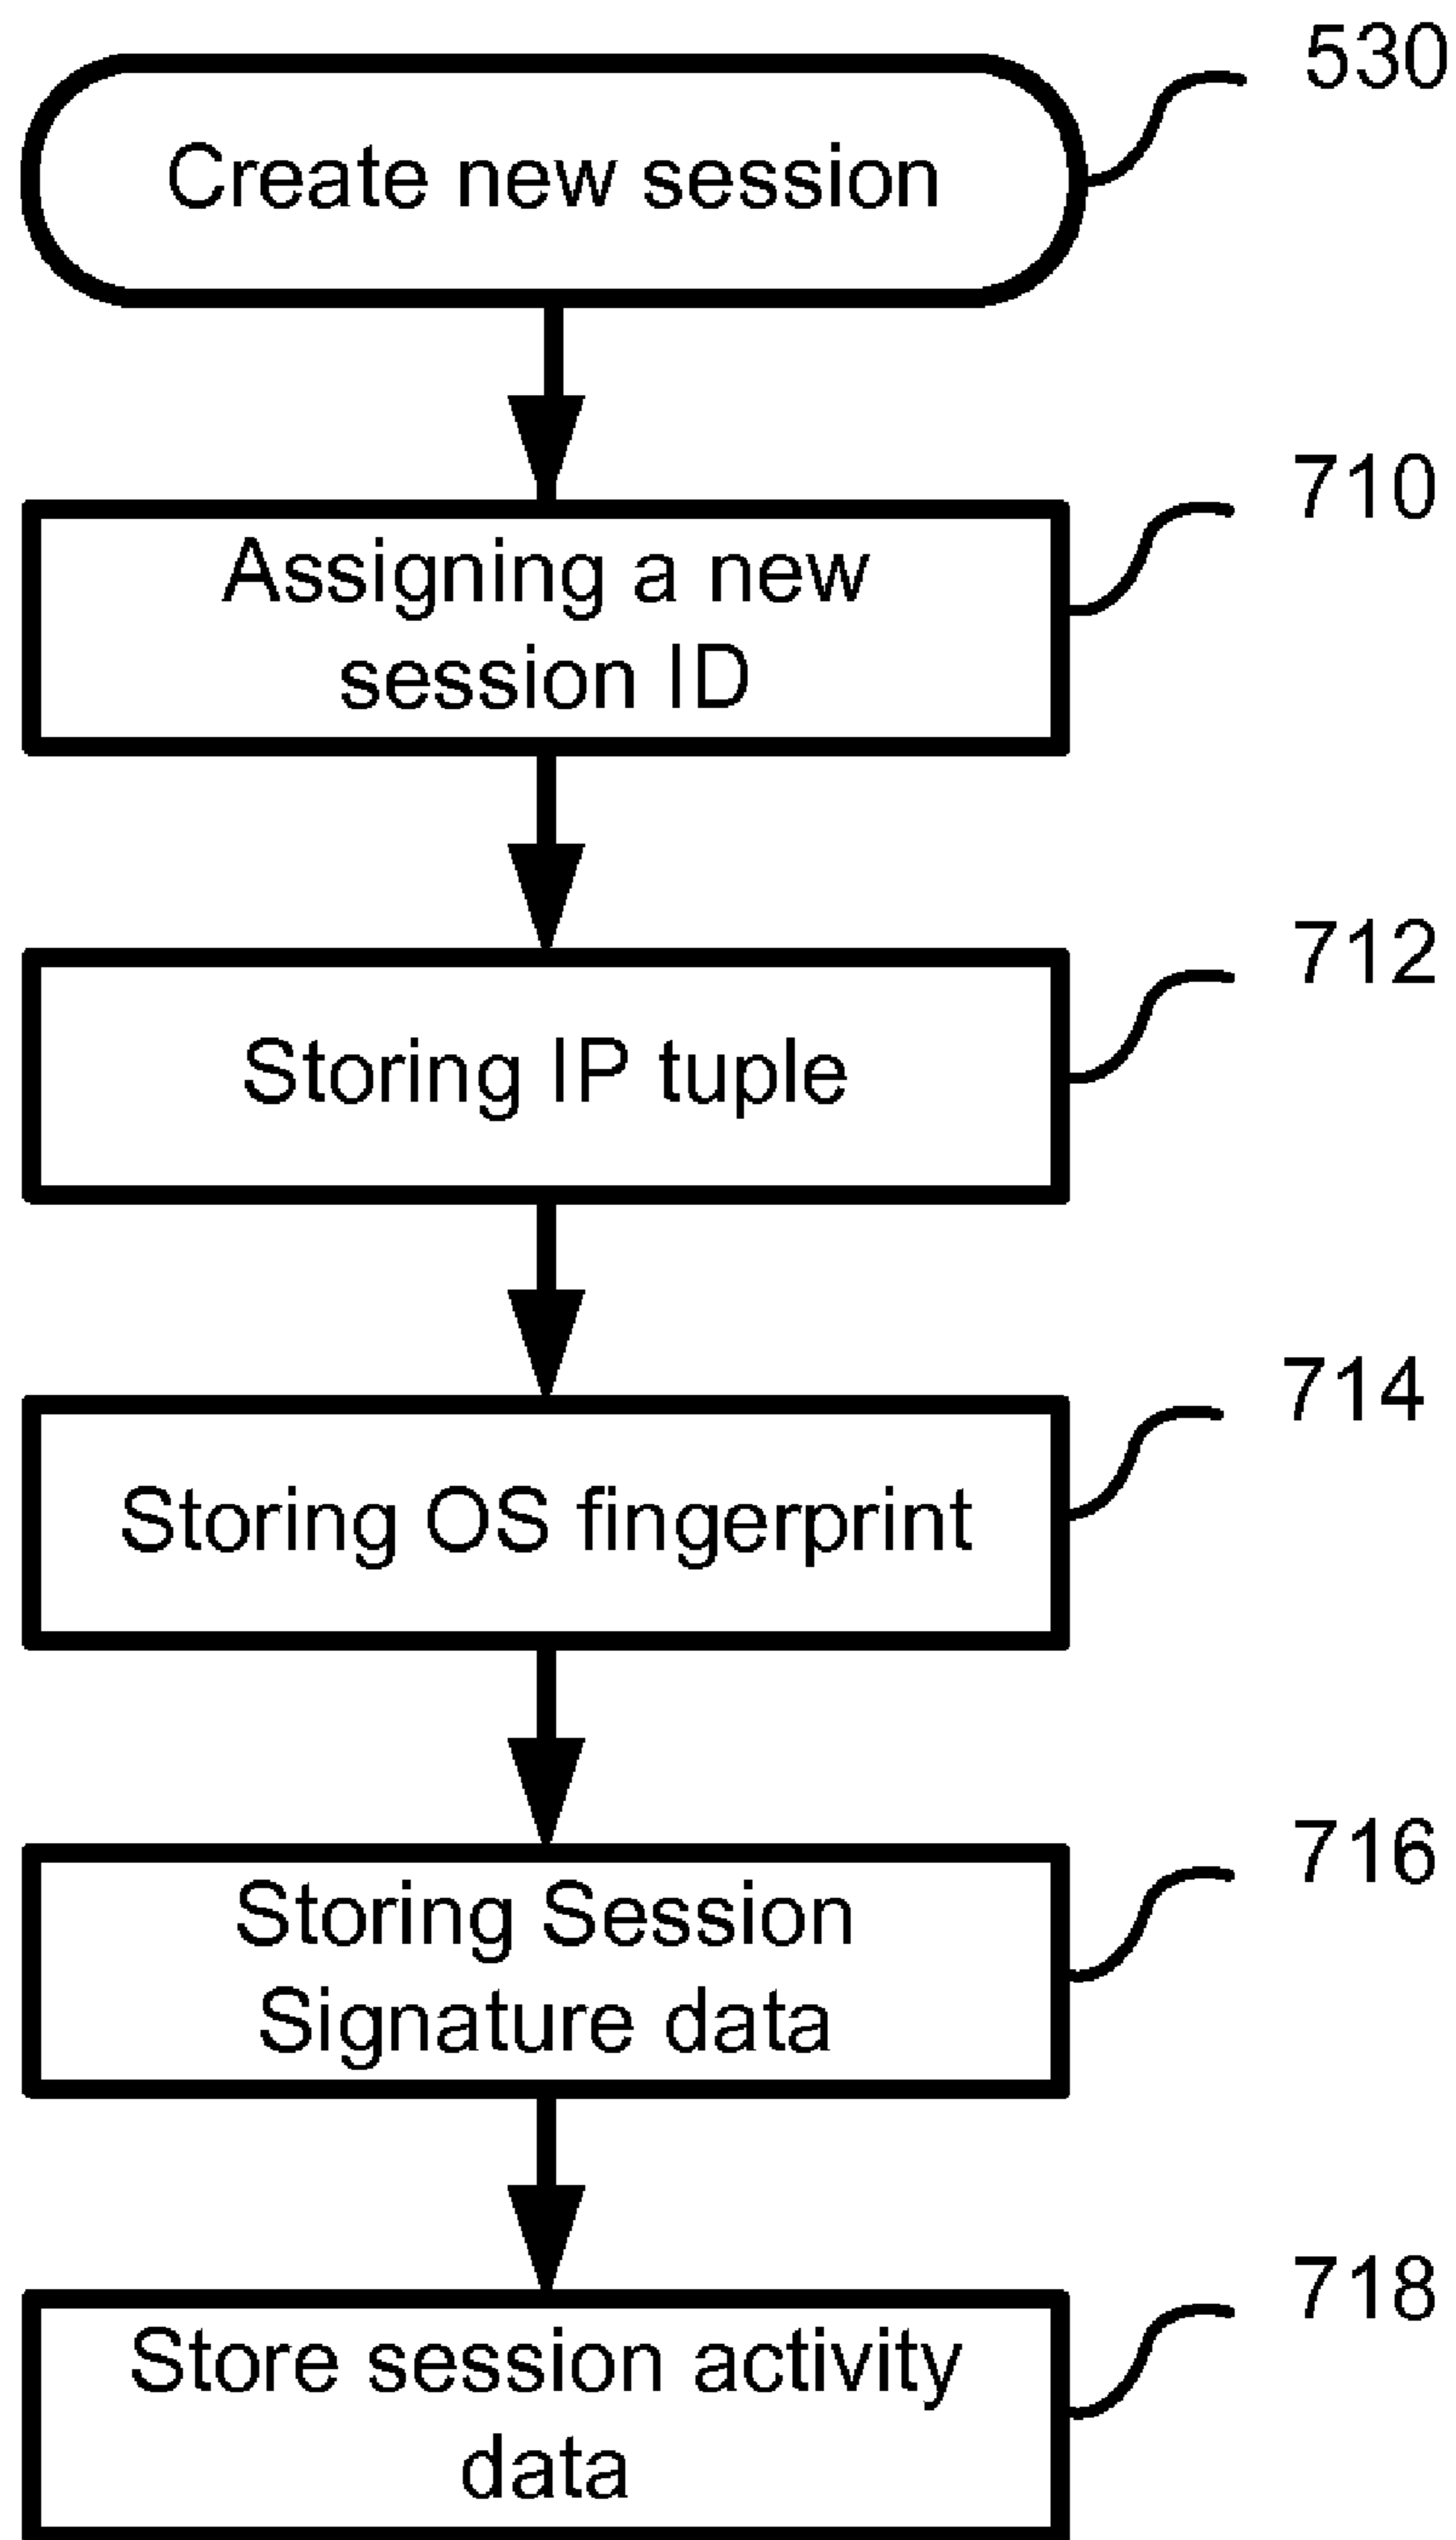 530
Create new session
710
Assigning a new
session ID
712
Storing IP tuple
714
Storing OS fingerprint
716
Storing Session
Signature data
718
Store session activity
data